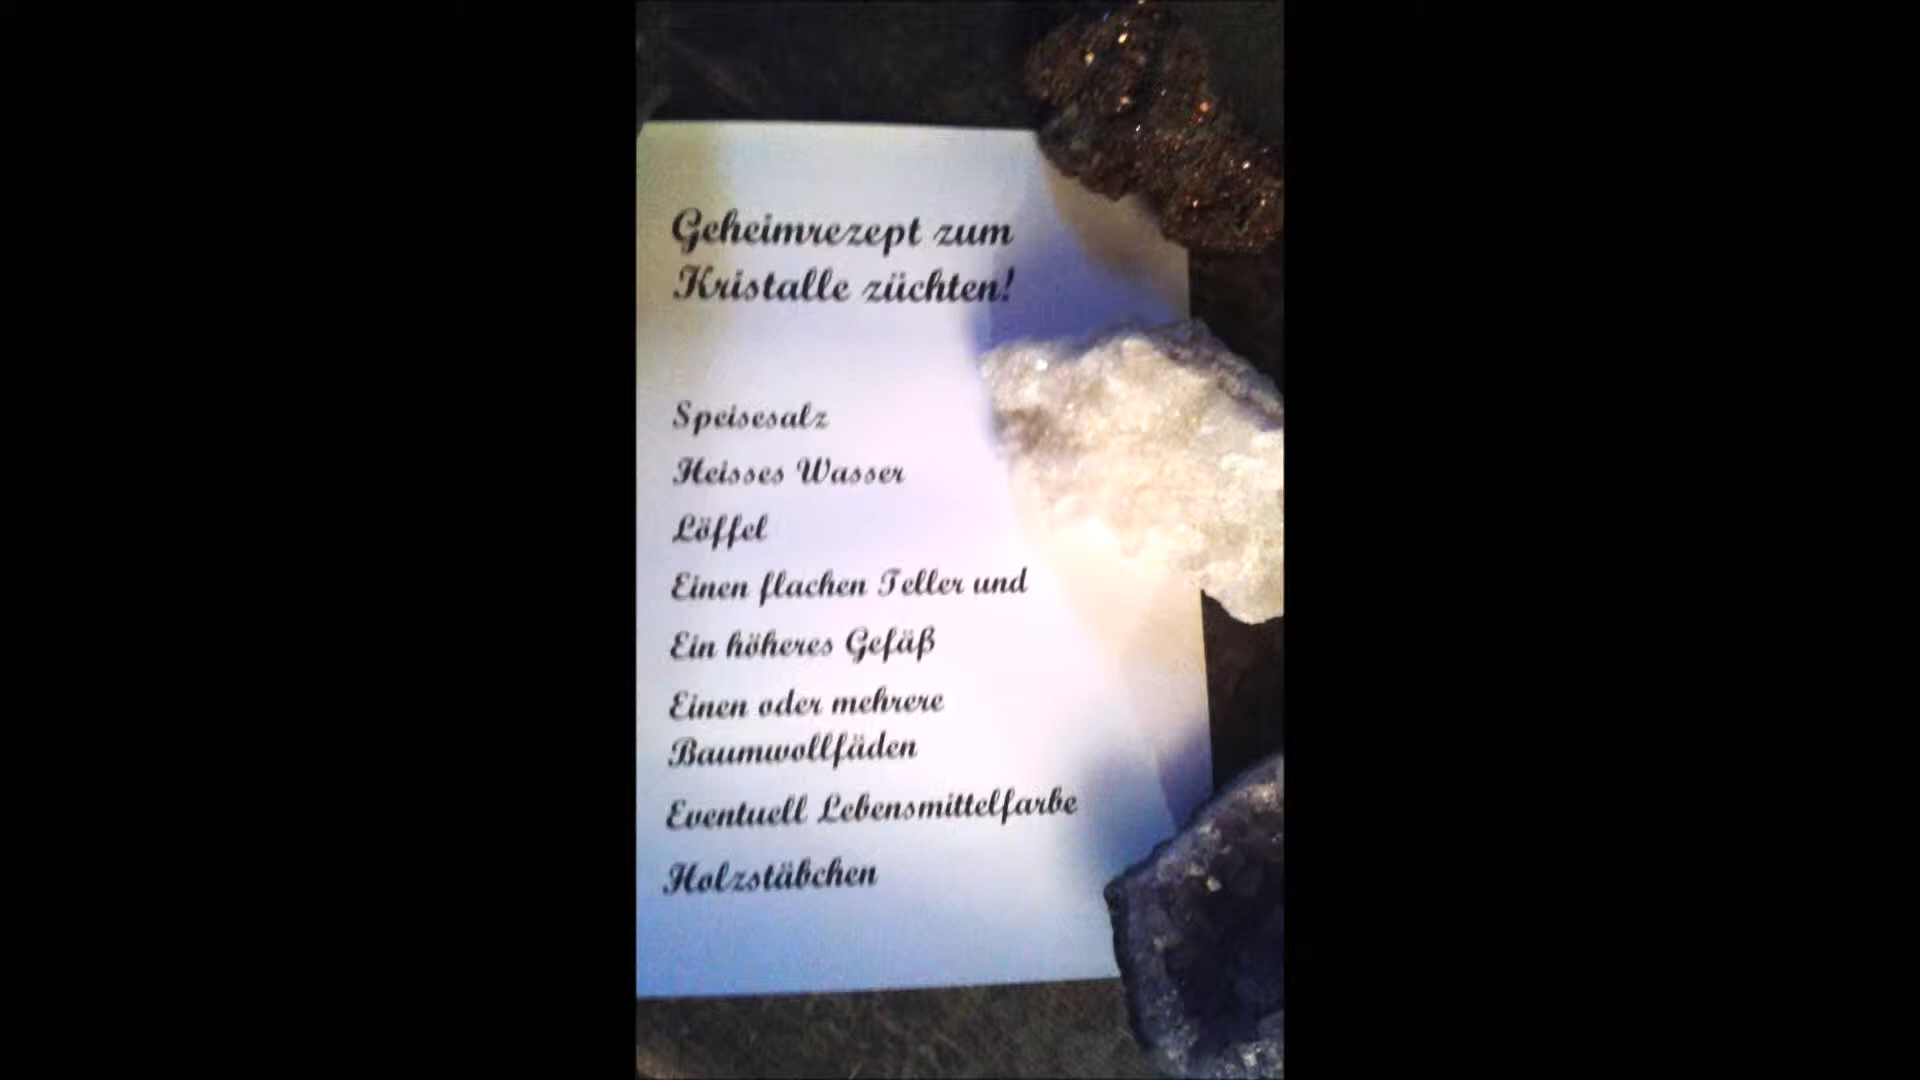 Geheimrezept zum
Kristalle züchten!
Speisesalz
Heisses Wasser
Löffel
Einen flachen Teller und
Ein höheres Gefäß
Einen oder mehrere
Baumwollfäden
Eventuell Lebensmittelfarbe
Holzstäbchen